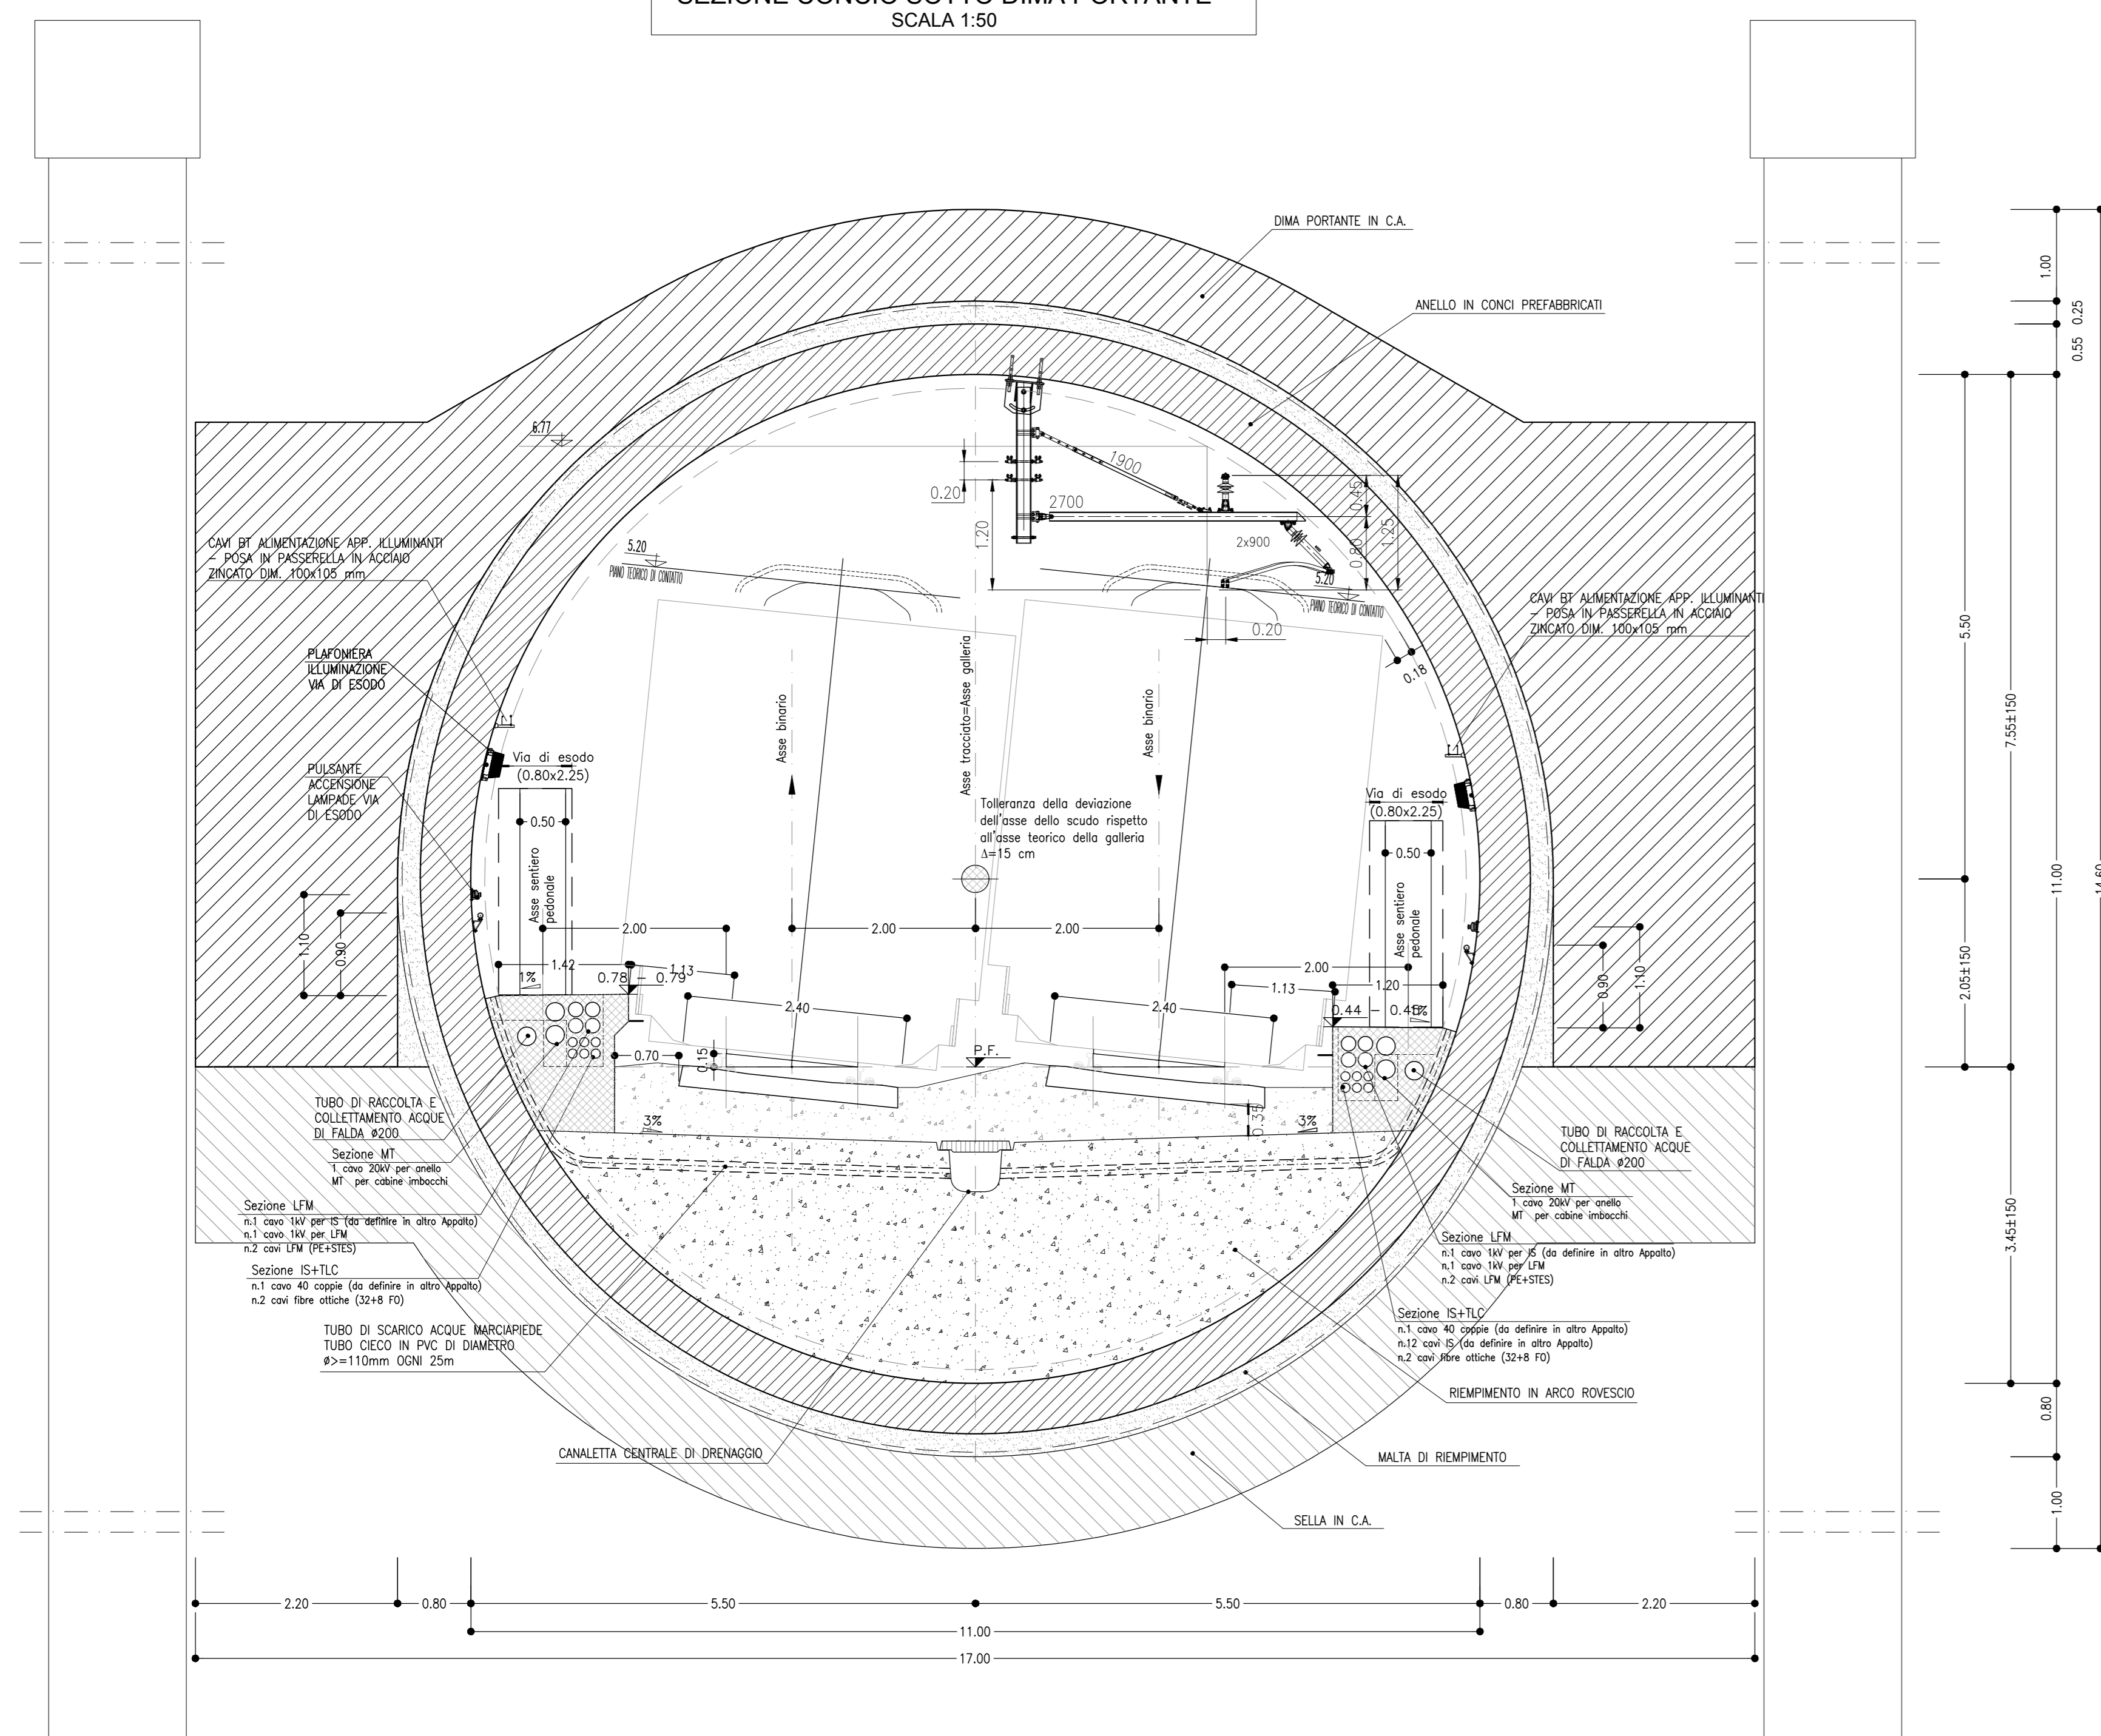 SEZIONE CONCIO SOTTO DIMA PORTANTE
SCALA 1:50
DIMA PORTANTE IN C.A.
ANELLO IN CONCI PREFABBRICATI
6.77
1900
2700
0.20
1.20
0.45
0.80
1.25
2x900
5.20
PIANO TEORICO DI CONTATTO
5.20
PIANO TEORICO DI CONTATTO
0.20
0.18
CAVI BT ALIMENTAZIONE APP. ILLUMINANTI
- POSA IN PASSERELLA IN ACCIAIO
ZINCATO DIM. 100x105 mm
CAVI BT ALIMENTAZIONE APP. ILLUMINANTI
- POSA IN PASSERELLA IN ACCIAIO
ZINCATO DIM. 100x105 mm
PLAFONIERA
ILLUMINAZIONE
VIA DI ESODO
PULSANTE
ACCENSIONE
LAMPADE VIA
DI ESODO
Via di esodo
(0.80x2.25)
0.50
Asse sentiero
pedonale
Asse binario
Asse tracciato=Asse galleria
Asse binario
Tolleranza della deviazione
dell'asse dello scudo rispetto
all'asse teorico della galleria
Δ=15 cm
Via di esodo
(0.80x2.25)
0.50
Asse sentiero
pedonale
1.10
0.90
2.00
2.00
2.00
2.00
1.42
1%
0.78 - 0.79
1.13
2.40
2.40
1.13
1.20
0.44 - 0.45
1%
0.90
1.10
0.70
0.15
P.F.
3%
0.35
3%
TUBO DI RACCOLTA E
COLLETTAMENTO ACQUE
DI FALDA ø200
Sezione MT
1 cavo 20kV per anello
MT per cabine imbocchi
Sezione LFM
n.1 cavo 1kV per IS (da definire in altro Appalto)
n.1 cavo 1kV per LFM
n.2 cavi LFM (PE+STES)
Sezione IS+TLC
n.1 cavo 40 coppie (da definire in altro Appalto)
n.2 cavi fibre ottiche (32+8 FO)
TUBO DI SCARICO ACQUE MARCIAPIEDE
TUBO CIECO IN PVC DI DIAMETRO
ø>=110mm OGNI 25m
CANALETTA CENTRALE DI DRENAGGIO
TUBO DI RACCOLTA E
COLLETTAMENTO ACQUE
DI FALDA ø200
Sezione MT
1 cavo 20kV per anello
MT per cabine imbocchi
Sezione LFM
n.1 cavo 1kV per IS (da definire in altro Appalto)
n.1 cavo 1kV per LFM
n.2 cavi LFM (PE+STES)
Sezione IS+TLC
n.1 cavo 40 coppie (da definire in altro Appalto)
n.12 cavi IS (da definire in altro Appalto)
n.2 cavi fibre ottiche (32+8 FO)
RIEMPIMENTO IN ARCO ROVESCIO
MALTA DI RIEMPIMENTO
SELLA IN C.A.
1.00
0.25
0.55
5.50
7.55±150
11.00
14.60
2.05±150
3.45±150
0.80
1.00
2.20
0.80
5.50
5.50
0.80
2.20
11.00
17.00